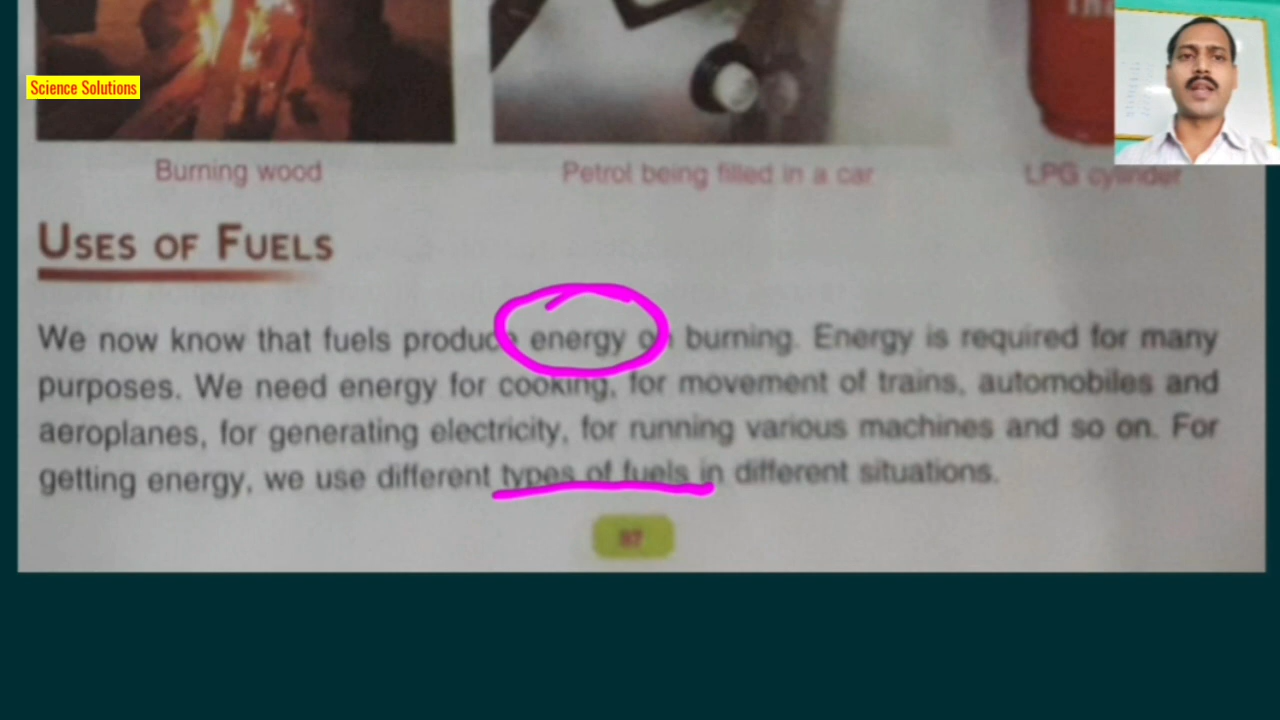 Science Solutions
Burning wood
Petrol being filled in a car
LPG cylinder
USES OF FUELS
We now know that fuels produce energy on burning. Energy is required for many
purposes. We need energy for cooking, for movement of trains, automobiles and
aeroplanes, for generating electricity, for running various machines and so on. For
getting energy, we use different types of fuels in different situations.